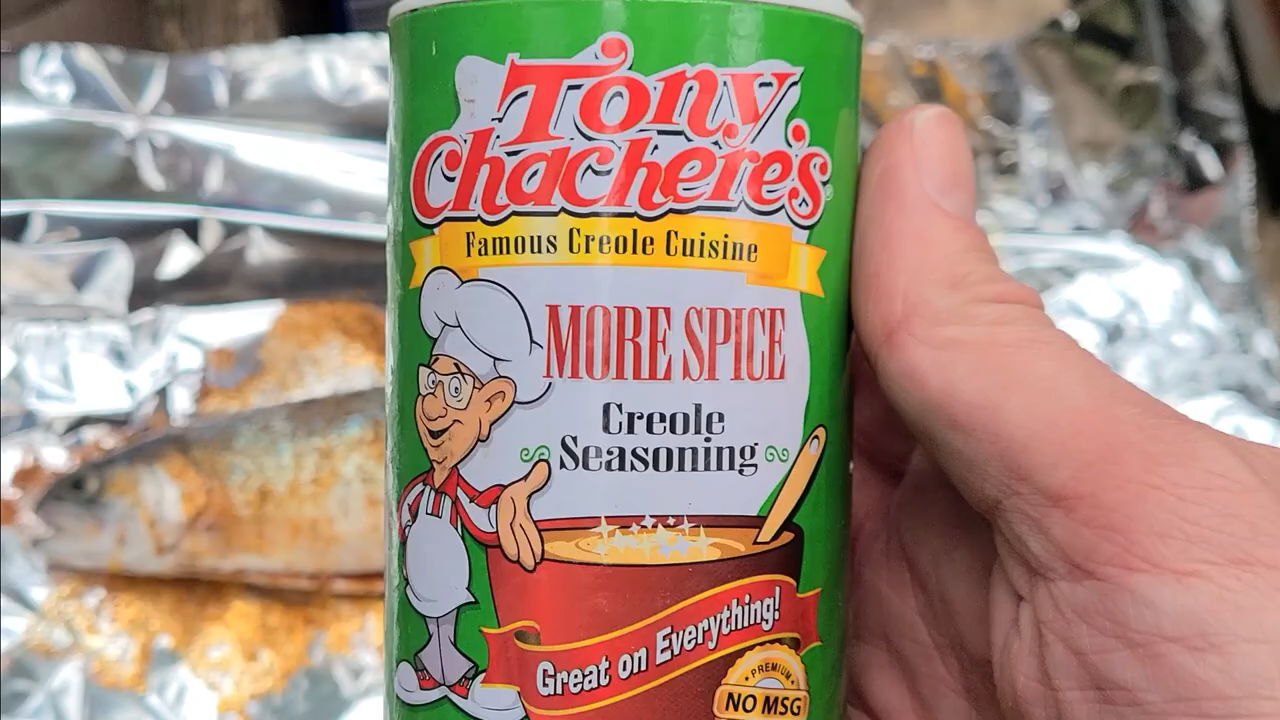 Tony
Chachere's
Famous Creole Cuisine
MORE SPICE
Creole
Seasoning
Great on Everything!
PREMIUM
NO MSG